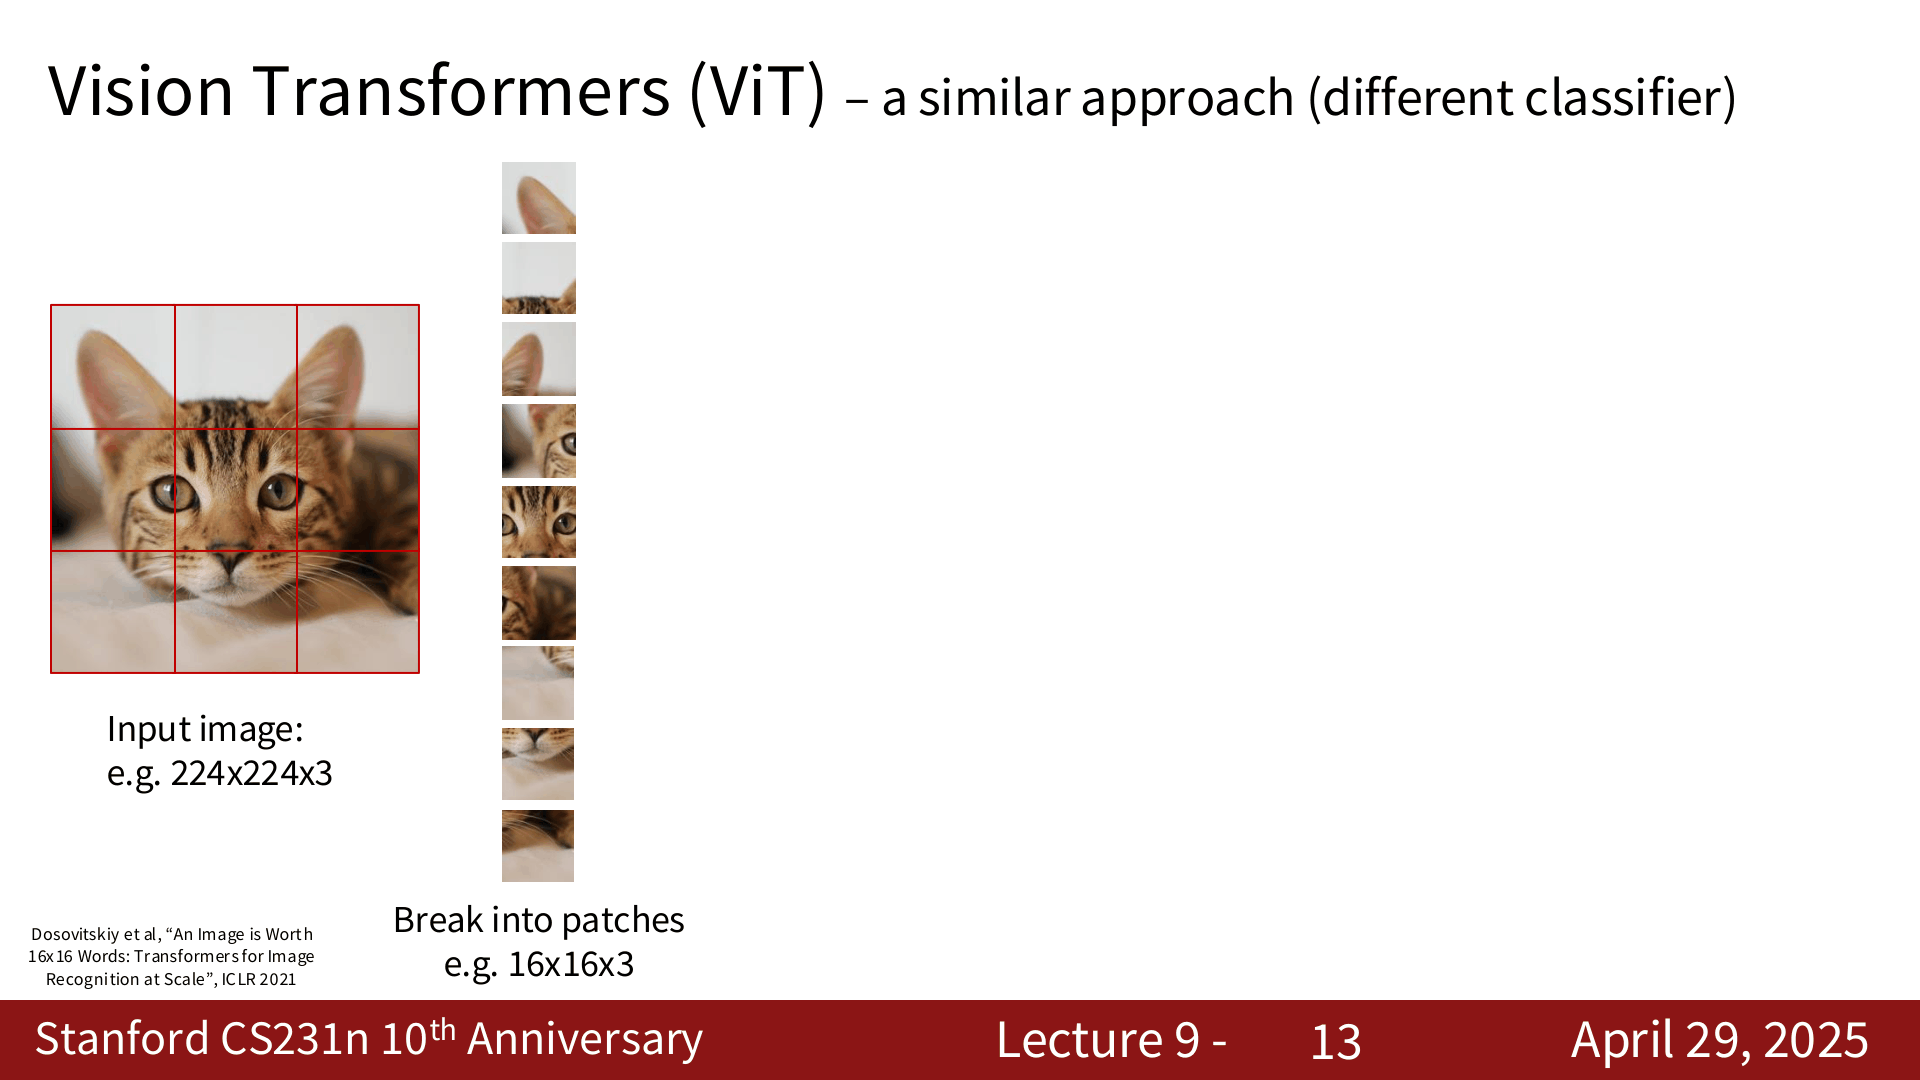 Vision Transformers (ViT) – a similar approach (different classifier)
Input image:
e.g. 224x224x3
Break into patches
e.g. 16x16x3
Dosovitskiy et al, “An Image is Worth
16x16 Words: Transformers for Image
Recognition at Scale”, ICLR 2021
Stanford CS231n 10th Anniversary
Lecture 9 - 13
April 29, 2025